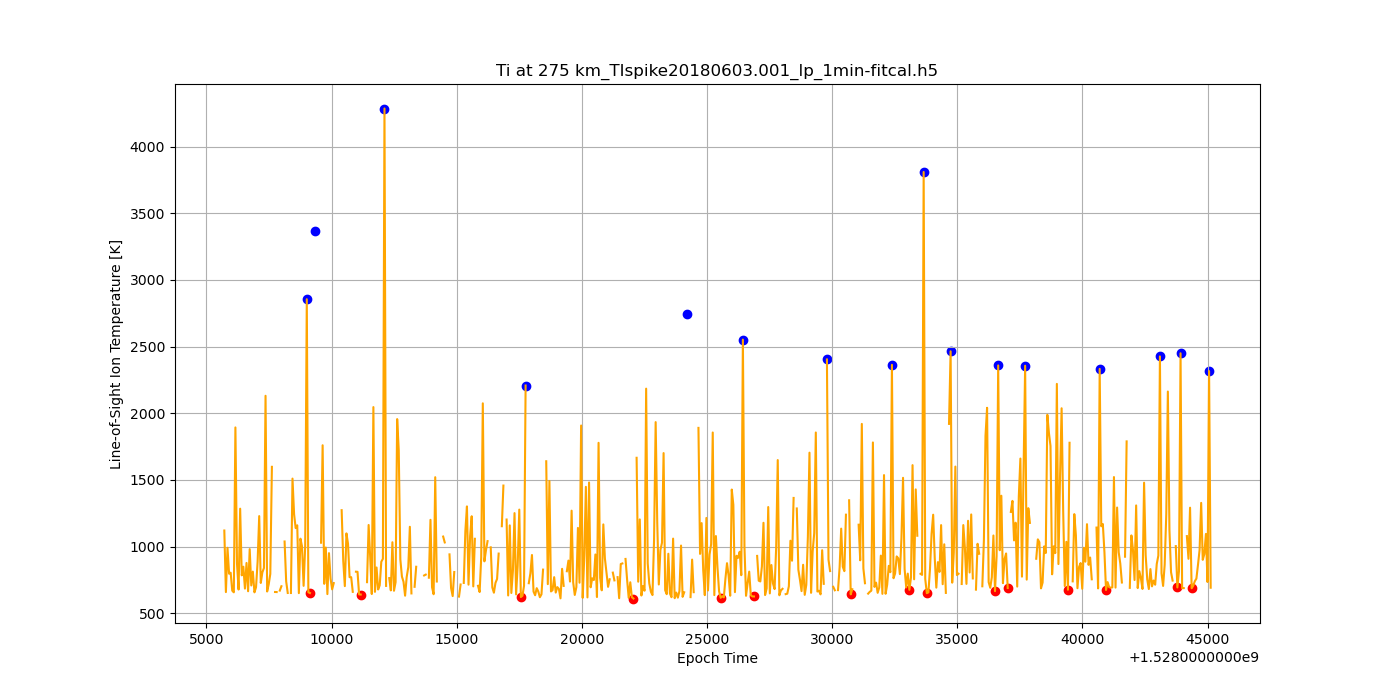 Ti at 275 km_TIspike20180603.001_lp_1min-fitcal.h5
Line-of-Sight Ion Temperature [K]
4000
3500
3000
2500
2000
1500
1000
500
5000 10000 15000 20000 25000 30000 35000 40000 45000
Epoch Time
+1.5280000000e9